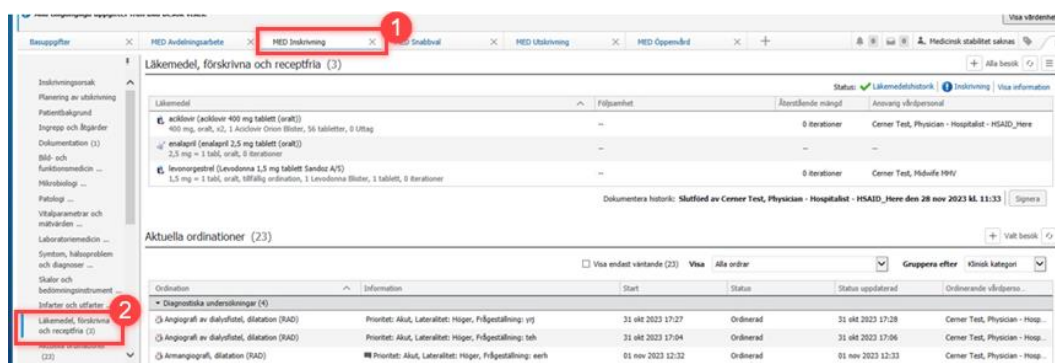 Visa vårdenhet
1
Basuppgifter MED Avdelningsarbete MED Inskrivning MED Snabbval MED Utskrivning MED Öppenvård
0 0 Medicinsk stabilitet saknas
Läkemedel, förskrivna och receptfria (3)
Alla besök
Status: Läkemedelshistorik Inskrivning Visa information
Läkemedel Följsamhet Återstående mängd Ansvarig vårdpersonal
aciklovir (aciklovir 400 mg tablett (oralt)) -- 0 iterationer Cerner Test, Physician - Hospitalist - HSAID_Here
400 mg, oralt, x2, 1 Aciclovir Orion Blister, 56 tabletter, 0 Uttag
enalapril (enalapril 2,5 mg tablett (oralt)) -- -- --
2,5 mg = 1 tabl, oralt, 0 iterationer
levonorgestrel (Levodonna 1,5 mg tablett Sandoz A/S) -- 0 iterationer Cerner Test, Midwife MHV
1,5 mg = 1 tabl, oralt, tillfällig ordination, 1 Levodonna Blister, 1 tablett, 0 iterationer
Dokumentera historik: Slutförd av Cerner Test, Physician - Hospitalist - HSAID_Here den 28 nov 2023 kl. 11:33 Signera
Inskrivningsorsak
Planering av utskrivning
Patientbakgrund
Ingrepp och åtgärder
Dokumentation (1)
Bild- och
funktionsmedicin ...
Mikrobiologi ...
Patologi ...
Vitalparametrar och
mätvärden ...
Laboratoriemedicin ...
Symtom, hälsoproblem
och diagnoser ...
Skalor och
bedömningsinstrument ...
Infarter och utfarter ...
2
Läkemedel, förskrivna
och receptfria (3)
Aktuella ordinationer
(23)
Aktuella ordinationer (23)
Valt besök
Visa endast väntande (23) Visa Alla ordrar Gruppera efter Klinisk kategori
Ordination Information Start Status Status uppdaterad Ordinerande vårdperso...
Diagnostiska undersökningar (4)
Angiografi av dialysfistel, dilatation (RAD) Prioritet: Akut, Lateralitet: Höger, Frågeställning: yrj 31 okt 2023 17:27 Ordinerad 31 okt 2023 17:28 Cerner Test, Physician - Hosp...
Angiografi av dialysfistel, dilatation (RAD) Prioritet: Akut, Lateralitet: Höger, Frågeställning: teh 31 okt 2023 17:04 Ordinerad 31 okt 2023 17:06 Cerner Test, Physician - Hosp...
Armangiografi, dilatation (RAD) Prioritet: Akut, Lateralitet: Höger, Frågeställning: eerh 01 nov 2023 12:32 Ordinerad 01 nov 2023 12:33 Cerner Test, Physician - Hosp...